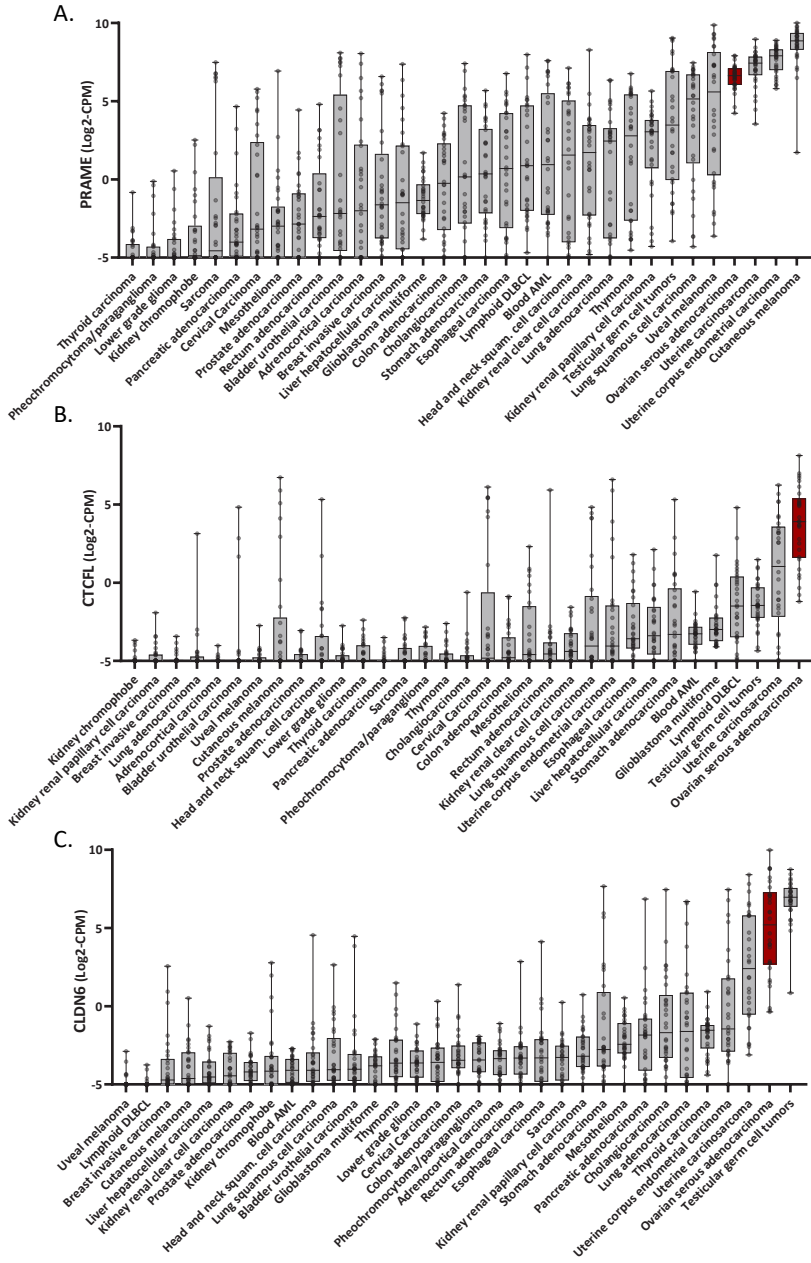 A.
PRAME (Log2-CPM)
10
5
0
-5
Thyroid carcinoma
Pheochromocytoma/paraganglioma
Lower grade glioma
Kidney chromophobe
Sarcoma
Pancreatic adenocarcinoma
Cervical Carcinoma
Mesothelioma
Prostate adenocarcinoma
Rectum adenocarcinoma
Bladder urothelial carcinoma
Adrenocortical carcinoma
Breast invasive carcinoma
Liver hepatocellular carcinoma
Glioblastoma multiforme
Colon adenocarcinoma
Cholangiocarcinoma
Stomach adenocarcinoma
Esophageal carcinoma
Lymphoid DLBCL
Blood AML
Head and neck squam. cell carcinoma
Kidney renal clear cell carcinoma
Lung adenocarcinoma
Thymoma
Kidney renal papillary cell carcinoma
Testicular germ cell tumors
Lung squamous cell carcinoma
Uveal melanoma
Ovarian serous adenocarcinoma
Uterine carcinosarcoma
Uterine corpus endometrial carcinoma
Cutaneous melanoma
B.
CTCFL (Log2-CPM)
10
5
0
-5
Kidney chromophobe
Kidney renal papillary cell carcinoma
Breast invasive carcinoma
Lung adenocarcinoma
Adrenocortical carcinoma
Bladder urothelial carcinoma
Uveal melanoma
Cutaneous melanoma
Prostate adenocarcinoma
Head and neck squam. cell carcinoma
Lower grade glioma
Thyroid carcinoma
Pancreatic adenocarcinoma
Sarcoma
Pheochromocytoma/paraganglioma
Thymoma
Cholangiocarcinoma
Cervical Carcinoma
Colon adenocarcinoma
Mesothelioma
Rectum adenocarcinoma
Kidney renal clear cell carcinoma
Lung squamous cell carcinoma
Uterine corpus endometrial carcinoma
Esophageal carcinoma
Liver hepatocellular carcinoma
Stomach adenocarcinoma
Blood AML
Glioblastoma multiforme
Lymphoid DLBCL
Testicular germ cell tumors
Uterine carcinosarcoma
Ovarian serous adenocarcinoma
C.
CLDN6 (Log2-CPM)
10
5
0
-5
Uveal melanoma
Lymphoid DLBCL
Breast invasive carcinoma
Cutaneous melanoma
Liver hepatocellular carcinoma
Kidney renal clear cell carcinoma
Prostate adenocarcinoma
Kidney chromophobe
Blood AML
Head and neck squam. cell carcinoma
Lung squamous cell carcinoma
Bladder urothelial carcinoma
Glioblastoma multiforme
Thymoma
Lower grade glioma
Cervical Carcinoma
Colon adenocarcinoma
Pheochromocytoma/paraganglioma
Adrenocortical carcinoma
Rectum adenocarcinoma
Esophageal carcinoma
Sarcoma
Kidney renal papillary cell carcinoma
Stomach adenocarcinoma
Mesothelioma
Pancreatic adenocarcinoma
Cholangiocarcinoma
Lung adenocarcinoma
Thyroid carcinoma
Uterine corpus endometrial carcinoma
Uterine carcinosarcoma
Ovarian serous adenocarcinoma
Testicular germ cell tumors